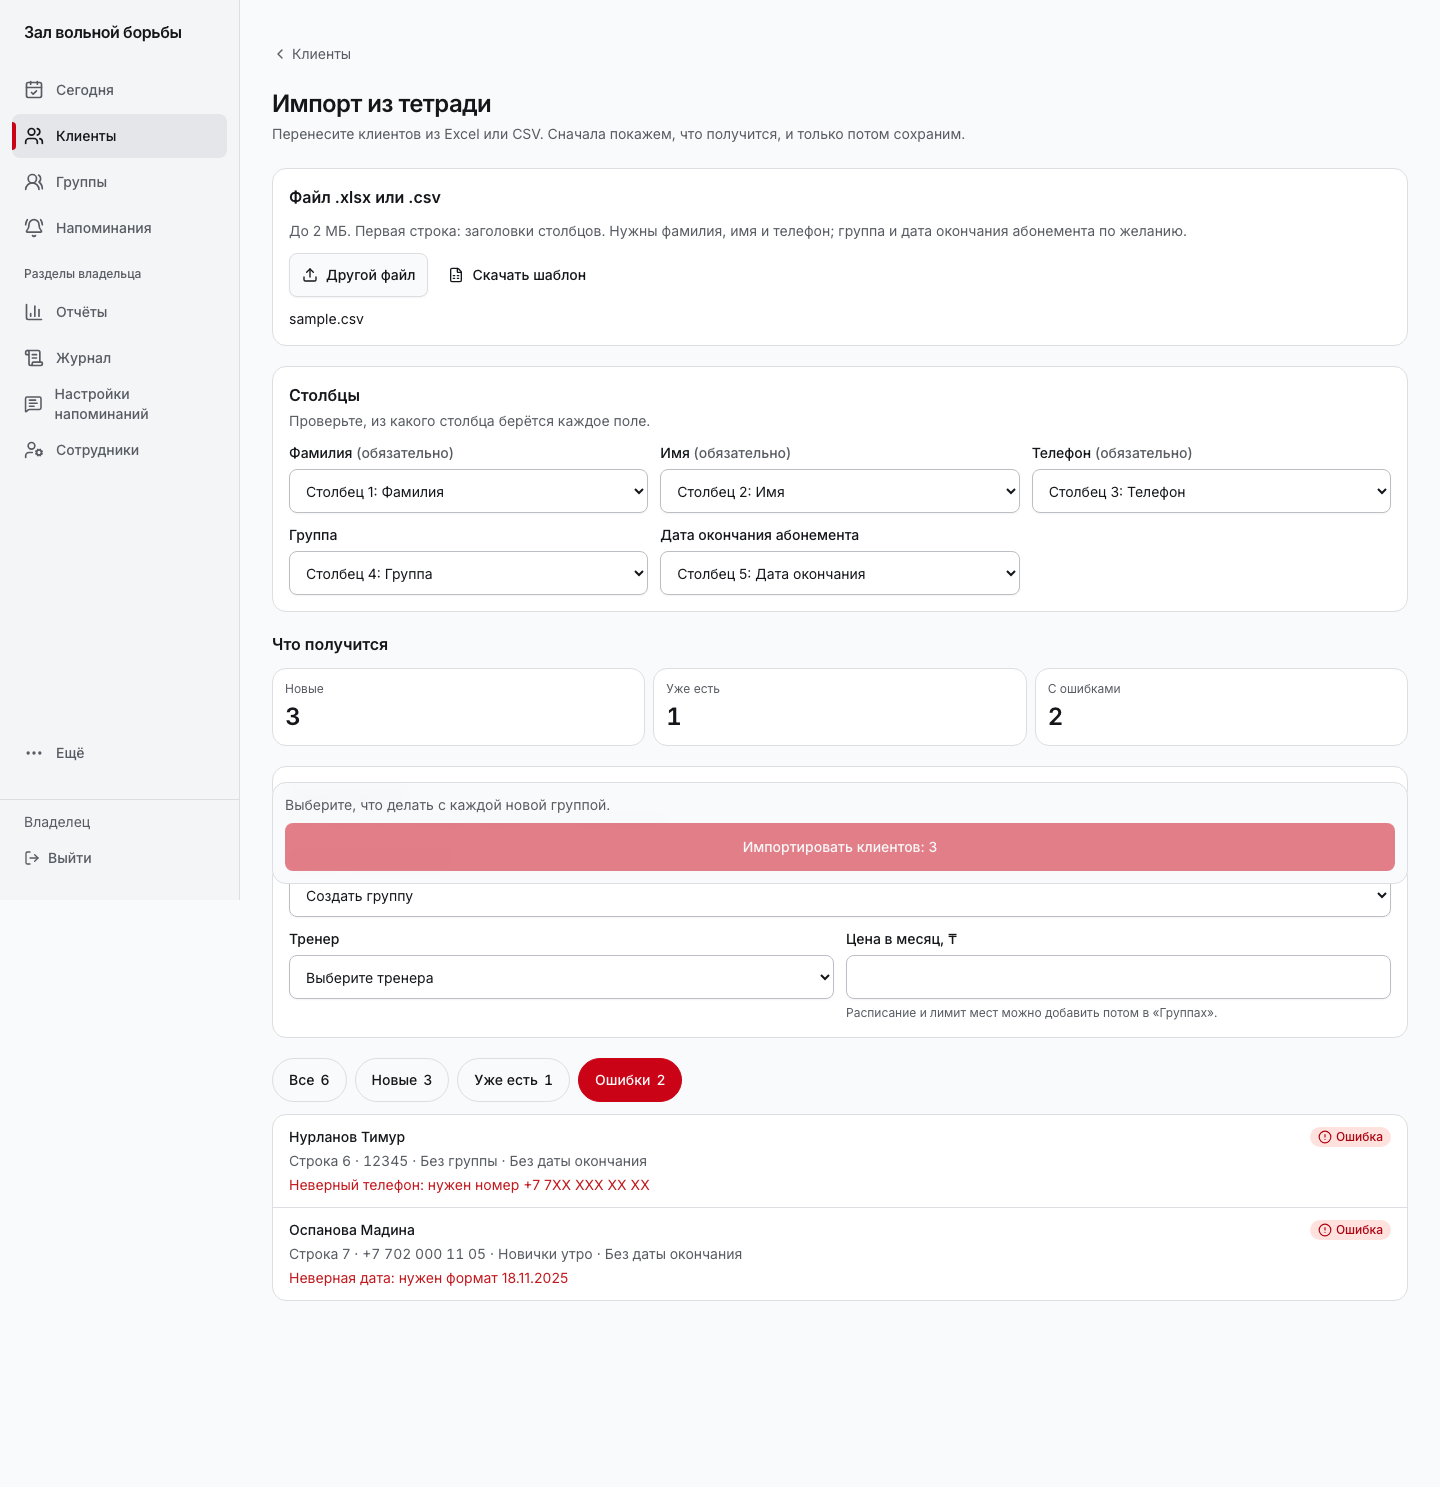 Зал вольной борьбы
Сегодня
Клиенты
Группы
Напоминания
Разделы владельца
Отчёты
Журнал
Настройки
напоминаний
Сотрудники
Ещё
Владелец
Выйти
Клиенты
Импорт из тетради
Перенесите клиентов из Excel или CSV. Сначала покажем, что получится, и только потом сохраним.
Файл .xlsx или .csv
До 2 МБ. Первая строка: заголовки столбцов. Нужны фамилия, имя и телефон; группа и дата окончания абонемента по желанию.
Другой файл
Скачать шаблон
sample.csv
Столбцы
Проверьте, из какого столбца берётся каждое поле.
Фамилия (обязательно)
Имя (обязательно)
Телефон (обязательно)
Столбец 1: Фамилия
Столбец 2: Имя
Столбец 3: Телефон
Группа
Дата окончания абонемента
Столбец 4: Группа
Столбец 5: Дата окончания
Что получится
Новые
3
Уже есть
1
С ошибками
2
Выберите, что делать с каждой новой группой.
Импортировать клиентов: 3
Создать группу
Тренер
Цена в месяц, ₸
Выберите тренера
Расписание и лимит мест можно добавить потом в «Группах».
Все 6
Новые 3
Уже есть 1
Ошибки 2
Нурланов Тимур
Ошибка
Строка 6 · 12345 · Без группы · Без даты окончания
Неверный телефон: нужен номер +7 7XX XXX XX XX
Оспанова Мадина
Ошибка
Строка 7 · +7 702 000 11 05 · Новички утро · Без даты окончания
Неверная дата: нужен формат 18.11.2025